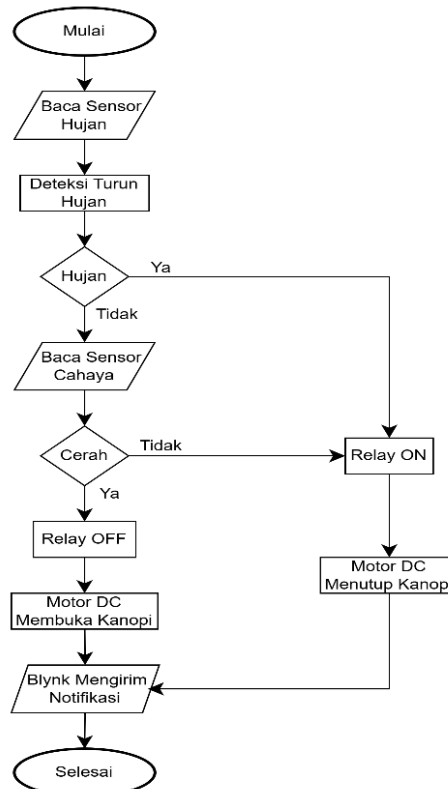 Mulai
Baca Sensor
Hujan
Deteksi Turun
Hujan
Hujan
Ya
Tidak
Baca Sensor
Cahaya
Cerah
Tidak
Ya
Relay ON
Relay OFF
Motor DC
Menutup Kanopi
Motor DC
Membuka Kanopi
Blynk Mengirim
Notifikasi
Selesai